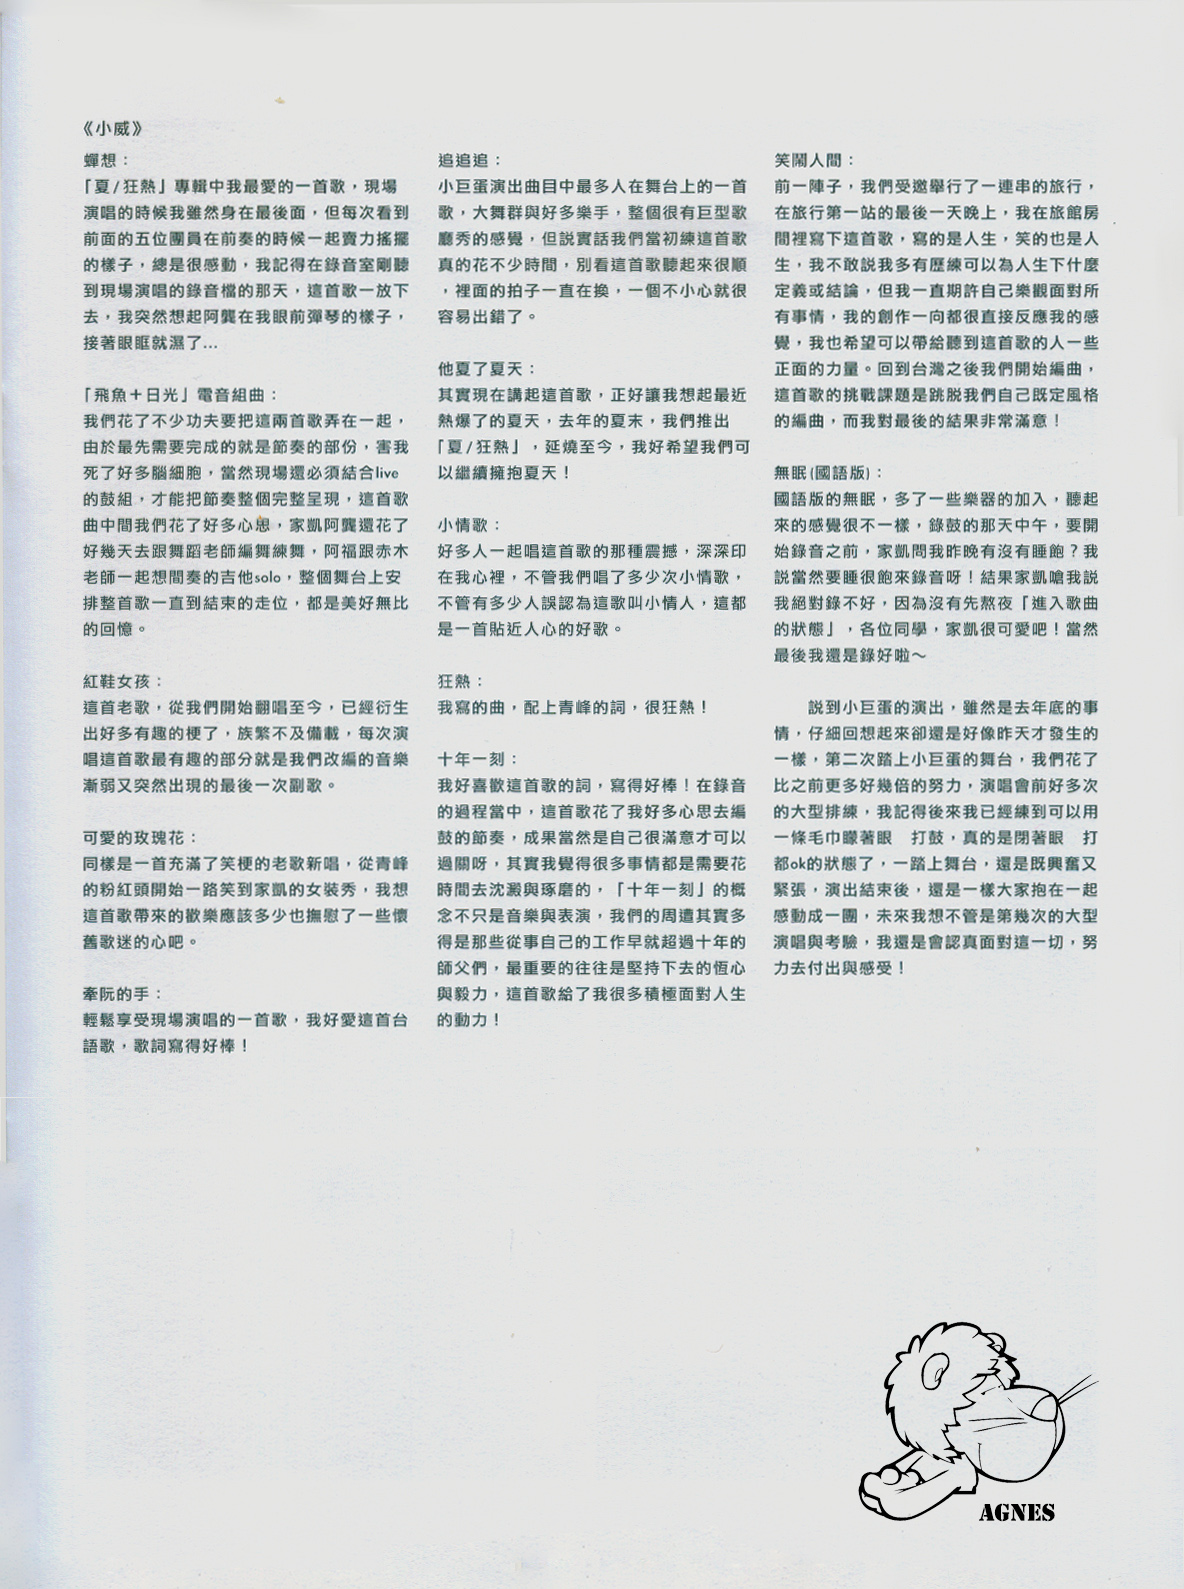 《小威》
蟬想：
「夏/狂熱」專輯中我最愛的一首歌，現場
演唱的時候我雖然身在最後面，但每次看到
前面的五位團員在前奏的時候一起賣力搖擺
的樣子，總是很感動，我記得在錄音室剛聽
到現場演唱的錄音檔的那天，這首歌一放下
去，我突然想起阿龔在我眼前彈琴的樣子，
接著眼眶就濕了...
「飛魚＋日光」電音組曲：
我們花了不少功夫要把這兩首歌弄在一起，
由於最先需要完成的就是節奏的部份，害我
死了好多腦細胞，當然現場還必須結合live
的鼓組，才能把節奏整個完整呈現，這首歌
曲中間我們花了好多心思，家凱阿龔還花了
好幾天去跟舞蹈老師編舞練舞，阿福跟赤木
老師一起想間奏的吉他solo，整個舞台上安
排整首歌一直到結束的走位，都是美好無比
的回憶。
紅鞋女孩：
這首老歌，從我們開始翻唱至今，已經衍生
出好多有趣的梗了，族繁不及備載，每次演
唱這首歌最有趣的部分就是我們改編的音樂
漸弱又突然出現的最後一次副歌。
可愛的玫瑰花：
同樣是一首充滿了笑梗的老歌新唱，從青峰
的粉紅頭開始一路笑到家凱的女裝秀，我想
這首歌帶來的歡樂應該多少也撫慰了一些懷
舊歌迷的心吧。
牽阮的手：
輕鬆享受現場演唱的一首歌，我好愛這首台
語歌，歌詞寫得好棒！
追追追：
小巨蛋演出曲目中最多人在舞台上的一首
歌，大舞群與好多樂手，整個很有巨型歌
廳秀的感覺，但說實話我們當初練這首歌
真的花不少時間，別看這首歌聽起來很順
，裡面的拍子一直在換，一個不小心就很
容易出錯了。
他夏了夏天：
其實現在講起這首歌，正好讓我想起最近
熱爆了的夏天，去年的夏末，我們推出
「夏/狂熱」，延燒至今，我好希望我們可
以繼續擁抱夏天！
小情歌：
好多人一起唱這首歌的那種震撼，深深印
在我心裡，不管我們唱了多少次小情歌，
不管有多少人誤認為這歌叫小情人，這都
是一首貼近人心的好歌。
狂熱：
我寫的曲，配上青峰的詞，很狂熱！
十年一刻：
我好喜歡這首歌的詞，寫得好棒！在錄音
的過程當中，這首歌花了我好多心思去編
鼓的節奏，成果當然是自己很滿意才可以
過關呀，其實我覺得很多事情都是需要花
時間去沈澱與琢磨的，「十年一刻」的概
念不只是音樂與表演，我們的周遭其實多
得是那些從事自己的工作早就超過十年的
師父們，最重要的往往是堅持下去的恆心
與毅力，這首歌給了我很多積極面對人生
的動力！
笑鬧人間：
前一陣子，我們受邀舉行了一連串的旅行，
在旅行第一站的最後一天晚上，我在旅館房
間裡寫下這首歌，寫的是人生，笑的也是人
生，我不敢說我多有歷練可以為人生下什麼
定義或結論，但我一直期許自己樂觀面對所
有事情，我的創作一向都很直接反應我的感
覺，我也希望可以帶給聽到這首歌的人一些
正面的力量。回到台灣之後我們開始編曲，
這首歌的挑戰課題是跳脫我們自己既定風格
的編曲，而我對最後的結果非常滿意！
無眠(國語版)：
國語版的無眠，多了一些樂器的加入，聽起
來的感覺很不一樣，錄鼓的那天中午，要開
始錄音之前，家凱問我昨晚有沒有睡飽？我
說當然要睡很飽來錄音呀！結果家凱嗆我說
我絕對錄不好，因為沒有先熬夜「進入歌曲
的狀態」，各位同學，家凱很可愛吧！當然
最後我還是錄好啦～
說到小巨蛋的演出，雖然是去年底的事
情，仔細回想起來卻還是好像昨天才發生的
一樣，第二次踏上小巨蛋的舞台，我們花了
比之前更多好幾倍的努力，演唱會前好多次
的大型排練，我記得後來我已經練到可以用
一條毛巾矇著眼　打鼓，真的是閉著眼　打
都ok的狀態了，一踏上舞台，還是既興奮又
緊張，演出結束後，還是一樣大家抱在一起
感動成一團，未來我想不管是第幾次的大型
演唱與考驗，我還是會認真面對這一切，努
力去付出與感受！
AGNES